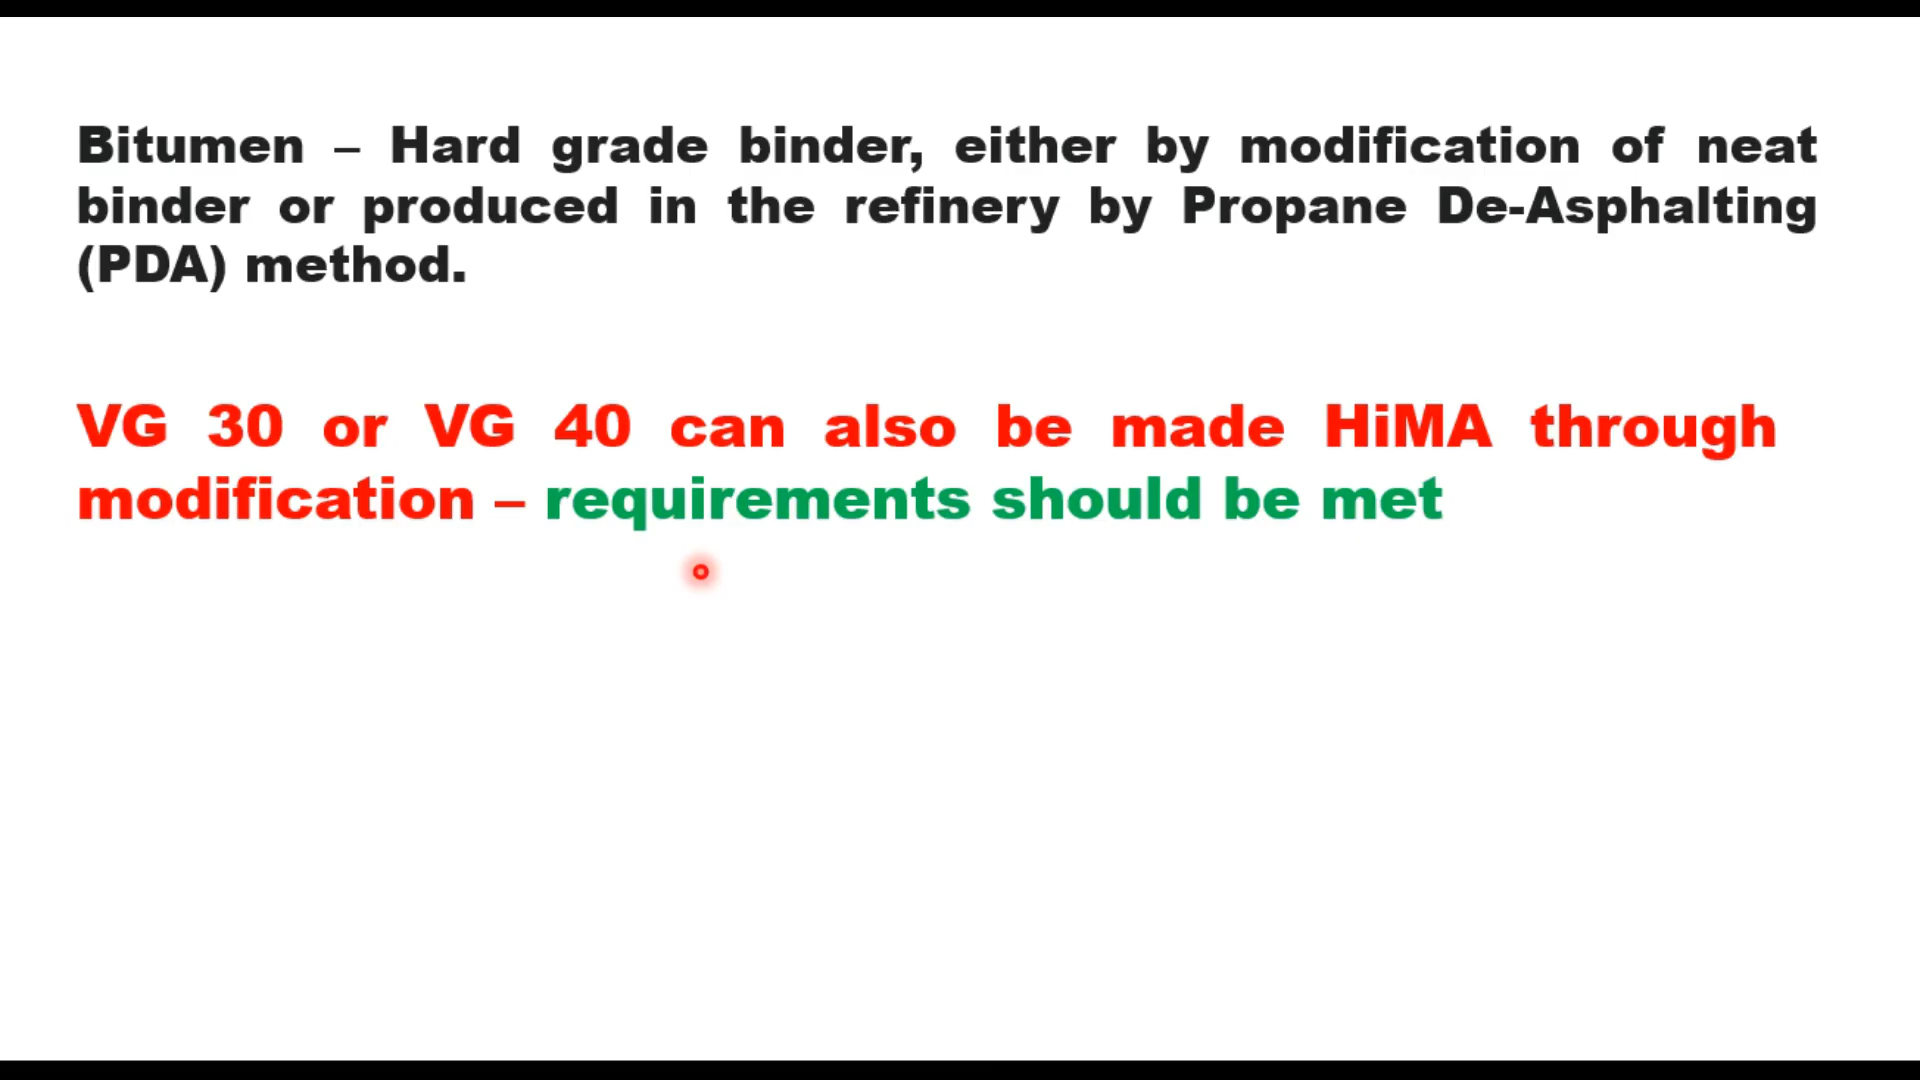 Bitumen – Hard grade binder, either by modification of neat
binder or produced in the refinery by Propane De-Asphalting
(PDA) method.
VG 30 or VG 40 can also be made HiMA through
modification – requirements should be met